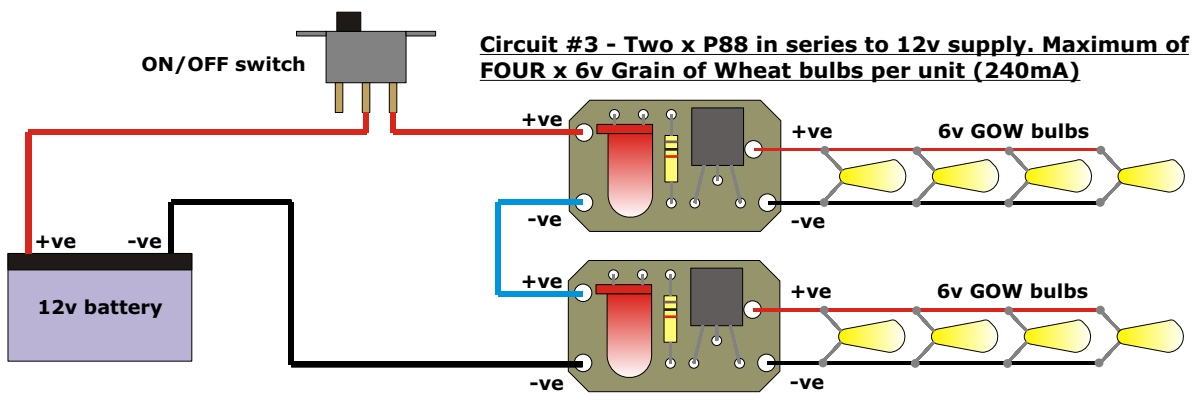 Circuit #3 - Two x P88 in series to 12v supply. Maximum of
FOUR x 6v Grain of Wheat bulbs per unit (240mA)
ON/OFF switch
+ve
+ve
6v GOW bulbs
-ve
-ve
+ve
-ve
12v battery
+ve
+ve
6v GOW bulbs
-ve
-ve